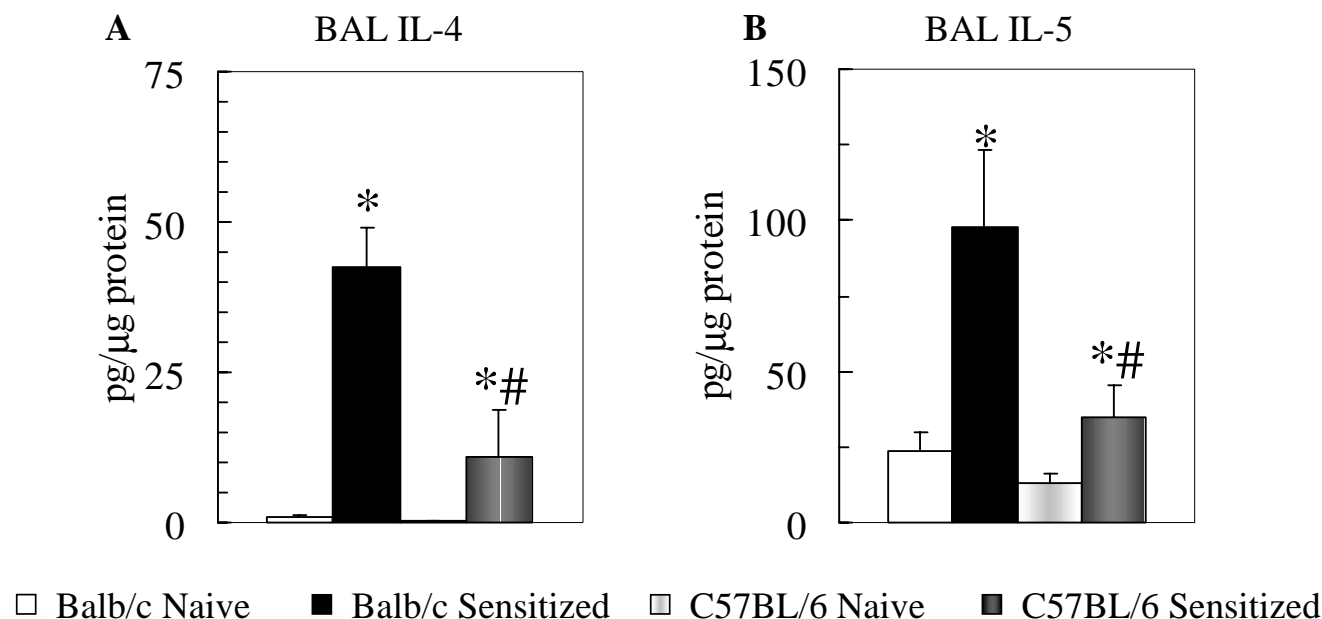 A BAL IL-4
75
50
25
0
pg/µg protein
*
*#
B BAL IL-5
150
100
50
0
pg/µg protein
*
*#
Balb/c Naive Balb/c Sensitized C57BL/6 Naive C57BL/6 Sensitized